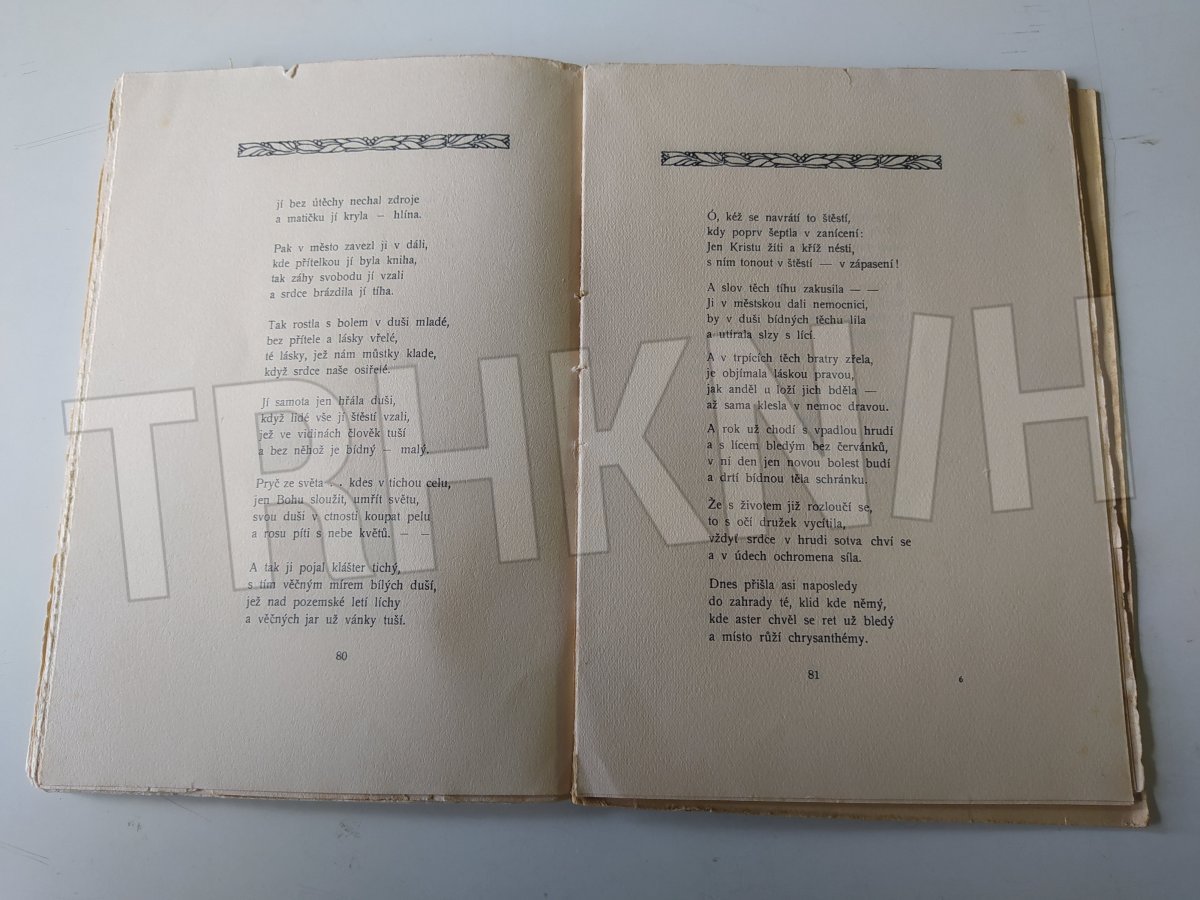 jí bez útěchy nechal zdroje
a matičku jí kryla – hlína.
Pak v město zavezl ji v dáli,
kde přítelkou jí byla kniha,
tak záhy svobodu jí vzali
a srdce brázdila jí tíha.
Tak rostla s bolem v duši mladé,
bez přítele a lásky vřelé,
té lásky, jež nám můstky klade,
když srdce naše osiřelé.
Jí samota jen hřála duši,
když lidé vše jí štěstí vzali,
jež ve vidinách člověk tuší
a bez něhož je bídný – malý.
Pryč ze světa – kdes v tichou celu,
jen Bohu sloužit, umřít světu,
svou duši v ctnosti koupat pelu
a rosu píti s nebe květů. – –
A tak ji pojal klášter tichý,
s tím věčným mírem bílých duší,
jež nad pozemské letí líchy
a věčných jar už vánky tuší.
80
Ó, kéž se navrátí to štěstí,
kdy poprv šeptla v zanícení:
Jen Kristu žíti a kříž nésti,
s ním tonout v štěstí — v zápasení!
A slov těch tíhu zakusila — —
Ji v městskou dali nemocnici,
by v duši bídných těchu lila
a utírala slzy s lící.
A v trpících těch bratry zřela,
je objímala láskou pravou,
jak anděl u loží jich bděla —
až sama klesla v nemoc dravou.
A rok už chodí s vpadlou hrudí
a s lícem bledým bez červánků,
v ní den jen novou bolest budí
a drtí bídnou těla schránku.
Že s životem již rozloučí se,
to s očí družek vycítila,
vždyť srdce v hrudi sotva chví se
a v údech ochromena síla.
Dnes přišla asi naposledy
do zahrady té, klid kde němý,
kde aster chvěl se ret už bledý
a místo růží chrysanthémy.
81
6
TRHKNIH